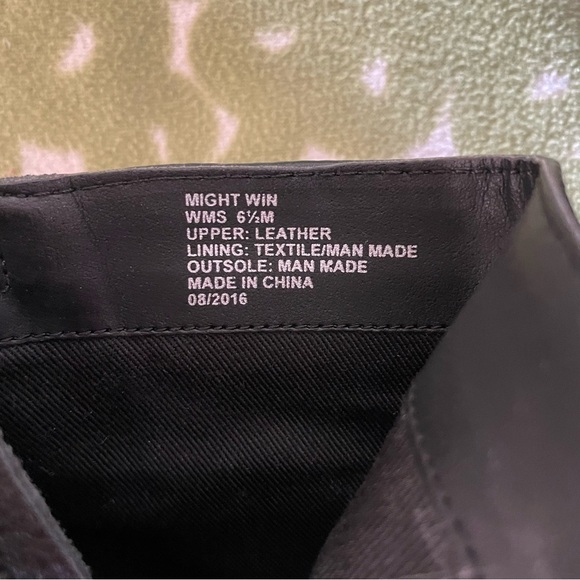 MIGHT WIN
WMS 6½M
UPPER: LEATHER
LINING: TEXTILE/MAN MADE
OUTSOLE: MAN MADE
MADE IN CHINA
08/2016